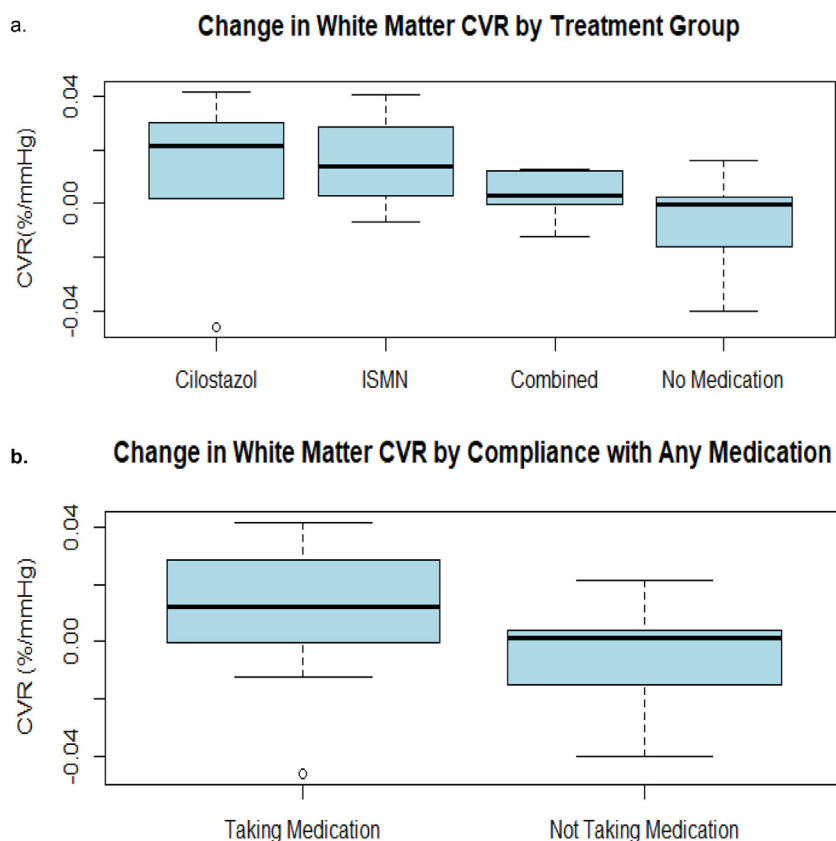 a.
Change in White Matter CVR by Treatment Group
CVR(%/mmHg)
0.04
0.00
-0.04
Cilostazol ISMN Combined No Medication
b.
Change in White Matter CVR by Compliance with Any Medication
CVR (%/mmHg)
0.04
0.00
-0.04
Taking Medication Not Taking Medication